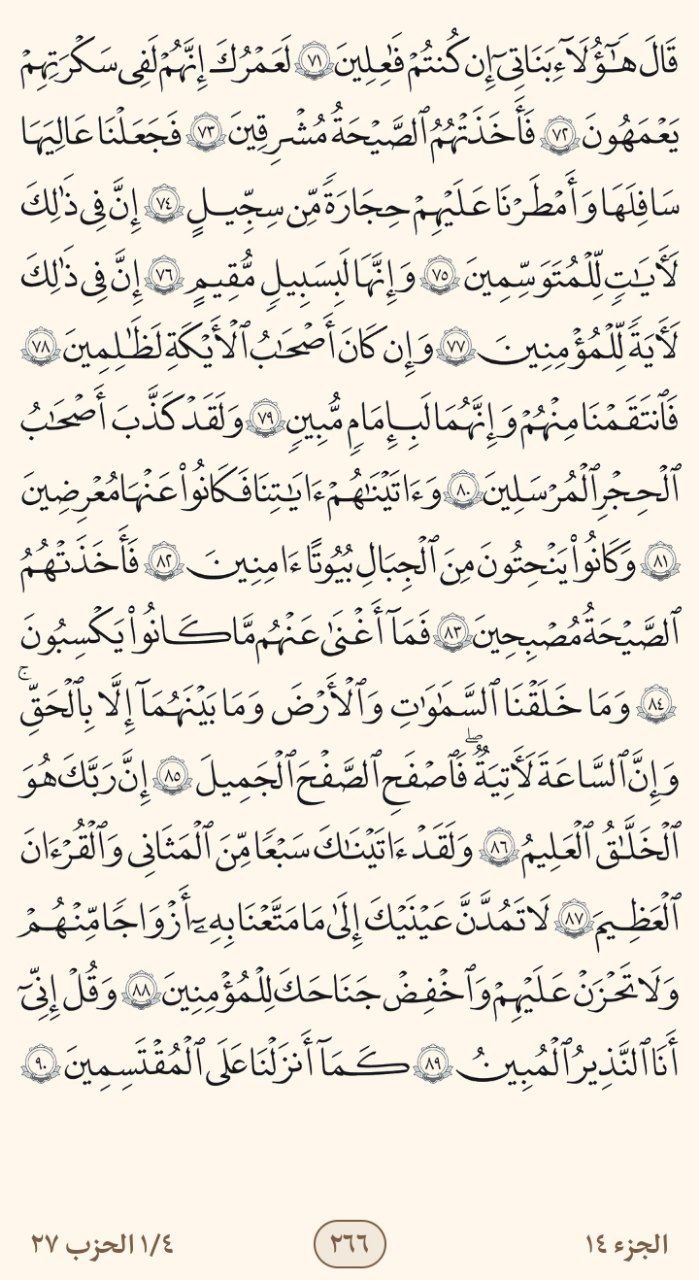 قَالَ هَٰٓؤُلَآءِ بَنَاتِىٓ إِن كُنتُمْ فَٰعِلِينَ ٧١ لَعَمْرُكَ إِنَّهُمْ لَفِى سَكْرَتِهِمْ
يَعْمَهُونَ ٧٢ فَأَخَذَتْهُمُ ٱلصَّيْحَةُ مُشْرِقِينَ ٧٣ فَجَعَلْنَا عَالِيَهَا
سَافِلَهَا وَأَمْطَرْنَا عَلَيْهِمْ حِجَارَةً مِّن سِجِّيلٍ ٧٤ إِنَّ فِى ذَٰلِكَ
لَأٓيَٰتٍ لِّلْمُتَوَسِّمِينَ ٧٥ وَإِنَّهَا لَبِسَبِيلٍ مُّقِيمٍ ٧٦ إِنَّ فِى ذَٰلِكَ
لَأٓيَةً لِّلْمُؤْمِنِينَ ٧٧ وَإِن كَانَ أَصْحَٰبُ ٱلْأَيْكَةِ لَظَٰلِمِينَ ٧٨
فَٱنتَقَمْنَا مِنْهُمْ وَإِنَّهُمَا لَبِإِمَامٍ مُّبِينٍ ٧٩ وَلَقَدْ كَذَّبَ أَصْحَٰبُ
ٱلْحِجْرِ ٱلْمُرْسَلِينَ ٨٠ وَءَاتَيْنَٰهُمْ ءَايَٰتِنَا فَكَانُوا۟ عَنْهَا مُعْرِضِينَ
٨١ وَكَانُوا۟ يَنْحِتُونَ مِنَ ٱلْجِبَالِ بُيُوتًا ءَامِنِينَ ٨٢ فَأَخَذَتْهُمُ
ٱلصَّيْحَةُ مُصْبِحِينَ ٨٣ فَمَآ أَغْنَىٰ عَنْهُم مَّا كَانُوا۟ يَكْسِبُونَ
٨٤ وَمَا خَلَقْنَا ٱلسَّمَٰوَٰتِ وَٱلْأَرْضَ وَمَا بَيْنَهُمَآ إِلَّا بِٱلْحَقِّ ۚ
وَإِنَّ ٱلسَّاعَةَ لَأٓتِيَةٌ ۖ فَٱصْفَحِ ٱلصَّفْحَ ٱلْجَمِيلَ ٨٥ إِنَّ رَبَّكَ هُوَ
ٱلْخَلَّٰقُ ٱلْعَلِيمُ ٨٦ وَلَقَدْ ءَاتَيْنَٰكَ سَبْعًا مِّنَ ٱلْمَثَانِى وَٱلْقُرْءَانَ
ٱلْعَظِيمَ ٨٧ لَا تَمُدَّنَّ عَيْنَيْكَ إِلَىٰ مَا مَتَّعْنَا بِهِۦٓ أَزْوَٰجًا مِّنْهُمْ
وَلَا تَحْزَنْ عَلَيْهِمْ وَٱخْفِضْ جَنَاحَكَ لِلْمُؤْمِنِينَ ٨٨ وَقُلْ إِنِّىٓ
أَنَا ٱلنَّذِيرُ ٱلْمُبِينُ ٨٩ كَمَآ أَنزَلْنَا عَلَى ٱلْمُقْتَسِمِينَ ٩٠
الجزء ١٤ ٢٦٦ ١/٤ الحزب ٢٧